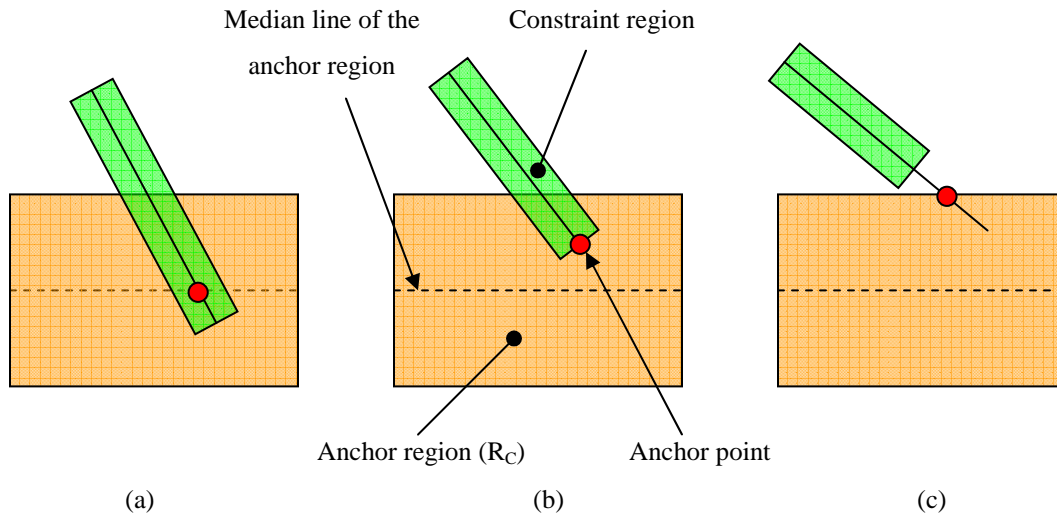 Median line of the
anchor region
Constraint region
Anchor region (R_C)
Anchor point
(a)
(b)
(c)